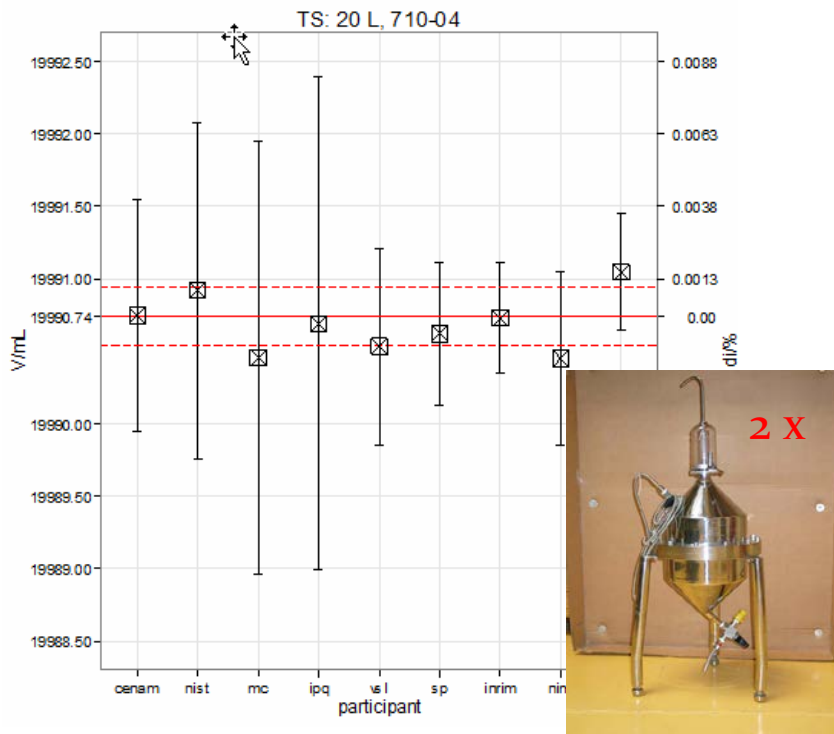 TS: 20 L, 710-04
19992.50
19992.00
19991.50
19991.00
19990.74
19990.00
19989.50
19989.00
19988.50
V/mL
0.0088
0.0063
0.0038
0.0013
0.00
di/%
2 x
cenam
nist
mc
ipq
vsl
sp
inrim
participant